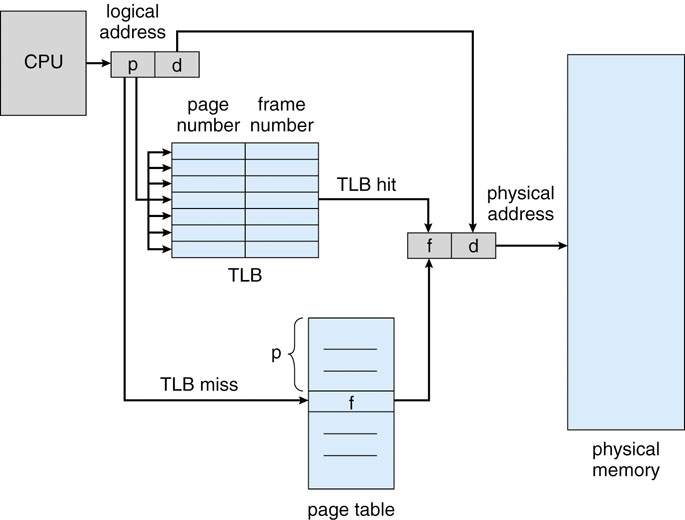 logical
address
CPU
p
d
page
number
frame
number
TLB hit
physical
address
f
d
TLB
p
TLB miss
f
physical
memory
page table